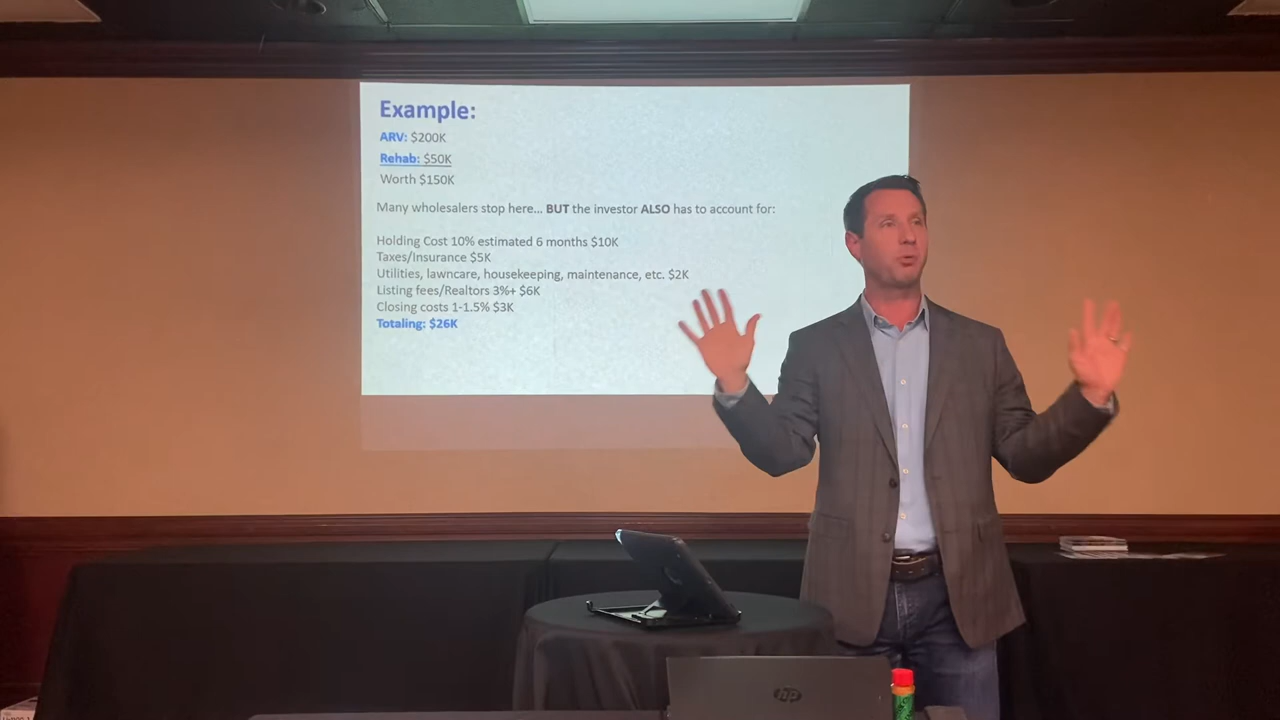 Example:
ARV: $200K
Rehab: $50K
Worth $150K
Many wholesalers stop here... BUT the investor ALSO has to account for:
Holding Cost 10% estimated 6 months $10K
Taxes/Insurance $5K
Utilities, lawncare, housekeeping, maintenance, etc. $2K
Listing fees/Realtors 3%+ $6K
Closing costs 1-1.5% $3K
Totaling: $26K
hp